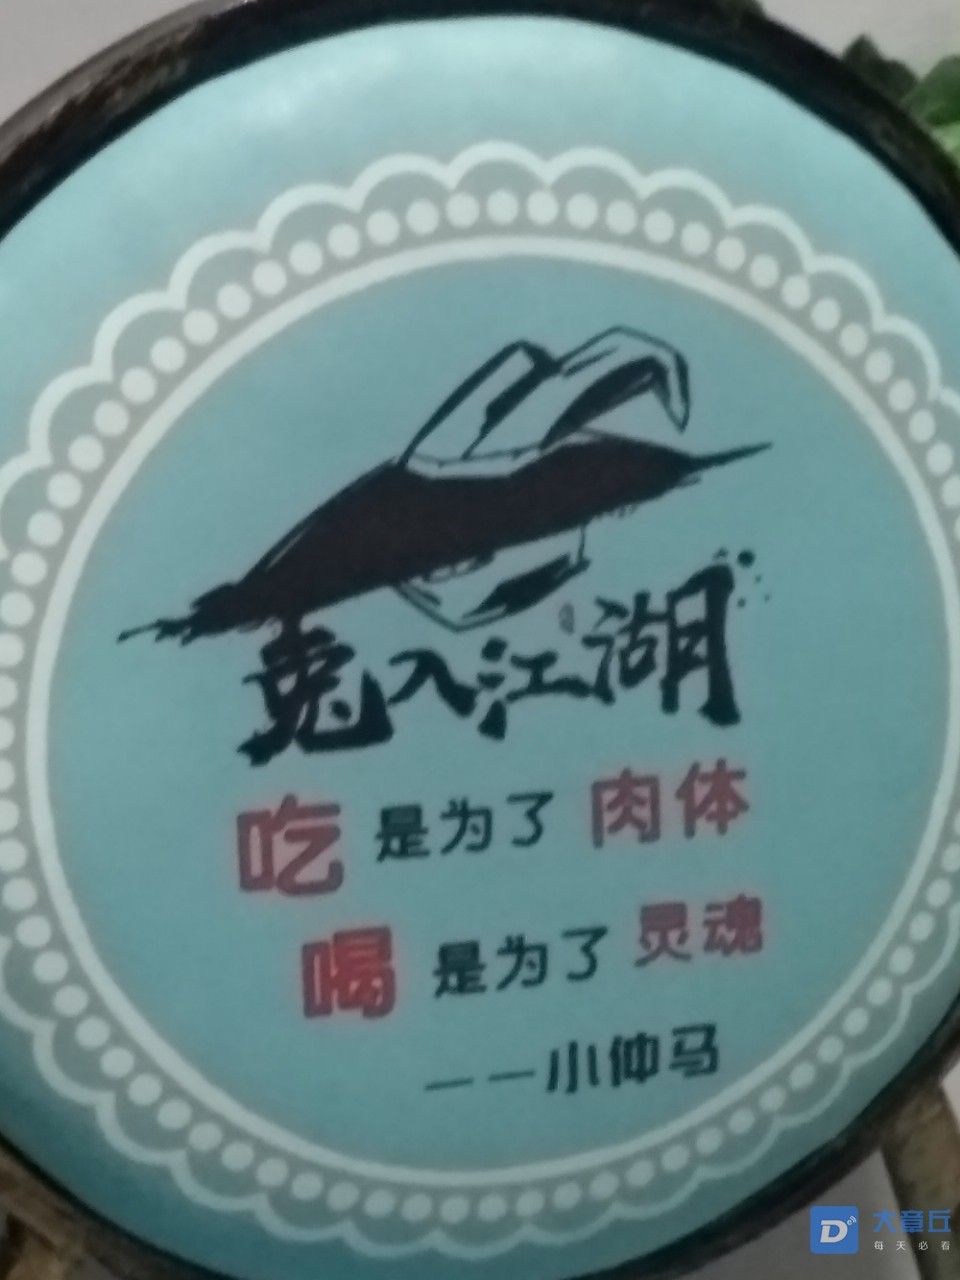 兔入江湖
吃是为了肉体
喝是为了灵魂
——小仲马
D
大章丘
每天必看